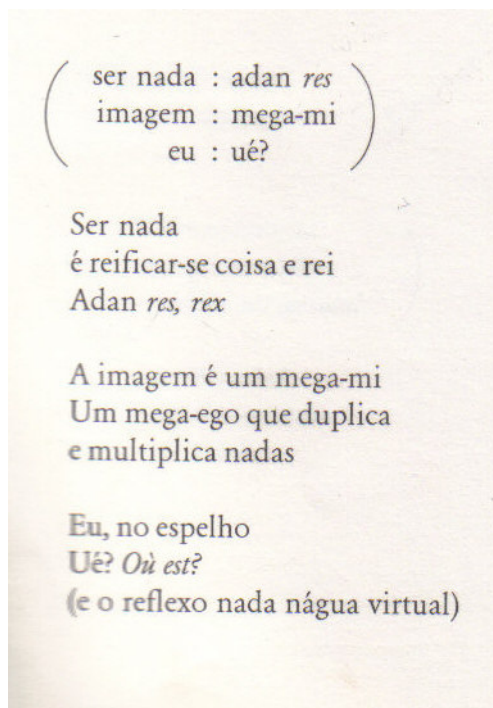 ser nada : adan res
imagem : mega-mi
eu : ué?
Ser nada
é reificar-se coisa e rei
Adan res, rex
A imagem é um mega-mi
Um mega-ego que duplica
e multiplica nadas
Eu, no espelho
Ué? Où est?
(e o reflexo nada nágua virtual)